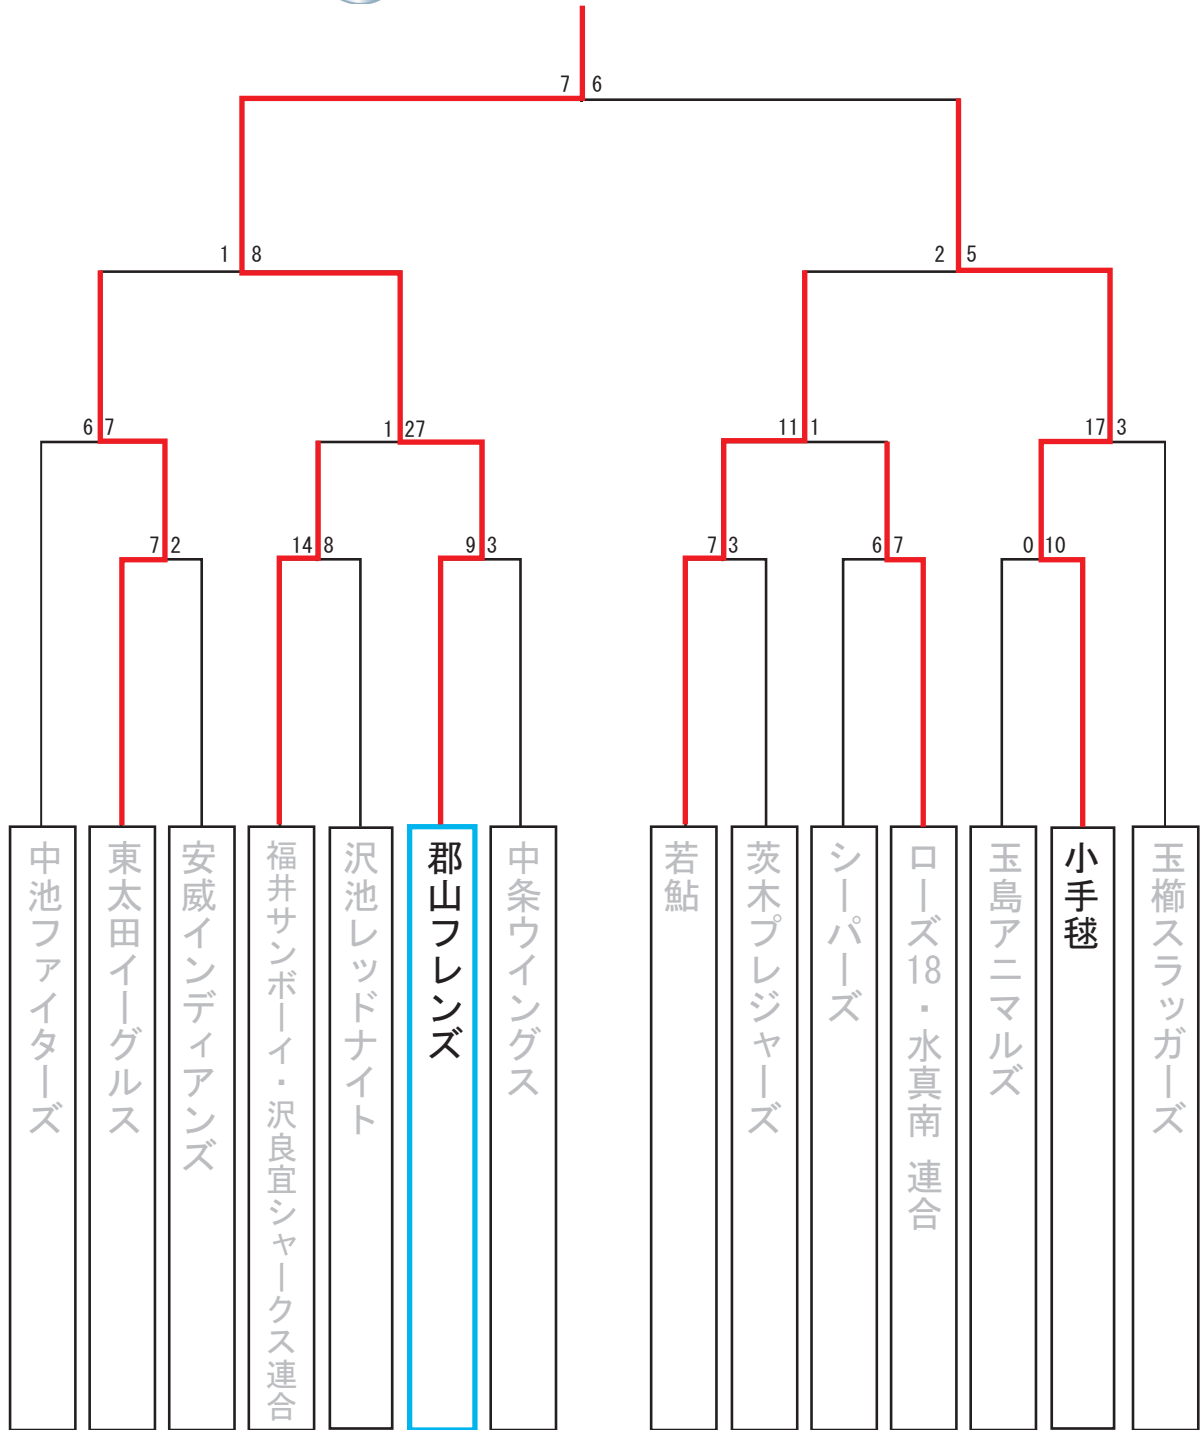 7 6
1 8
2 5
6 7
1 27
11 1
17 3
7 2
14 8
9 3
7 3
6 7
0 10
中池ファイターズ
東太田イーグルス
安威インディアンズ
福井サンボーイ・沢良宜シャークス連合
沢池レッドナイト
郡山フレンズ
中条ウイングス
若鮎
茨木プレジャーズ
シーパーズ
ローズ18・水真南 連合
玉島アニマルズ
小手毬
玉櫛スラッガーズ